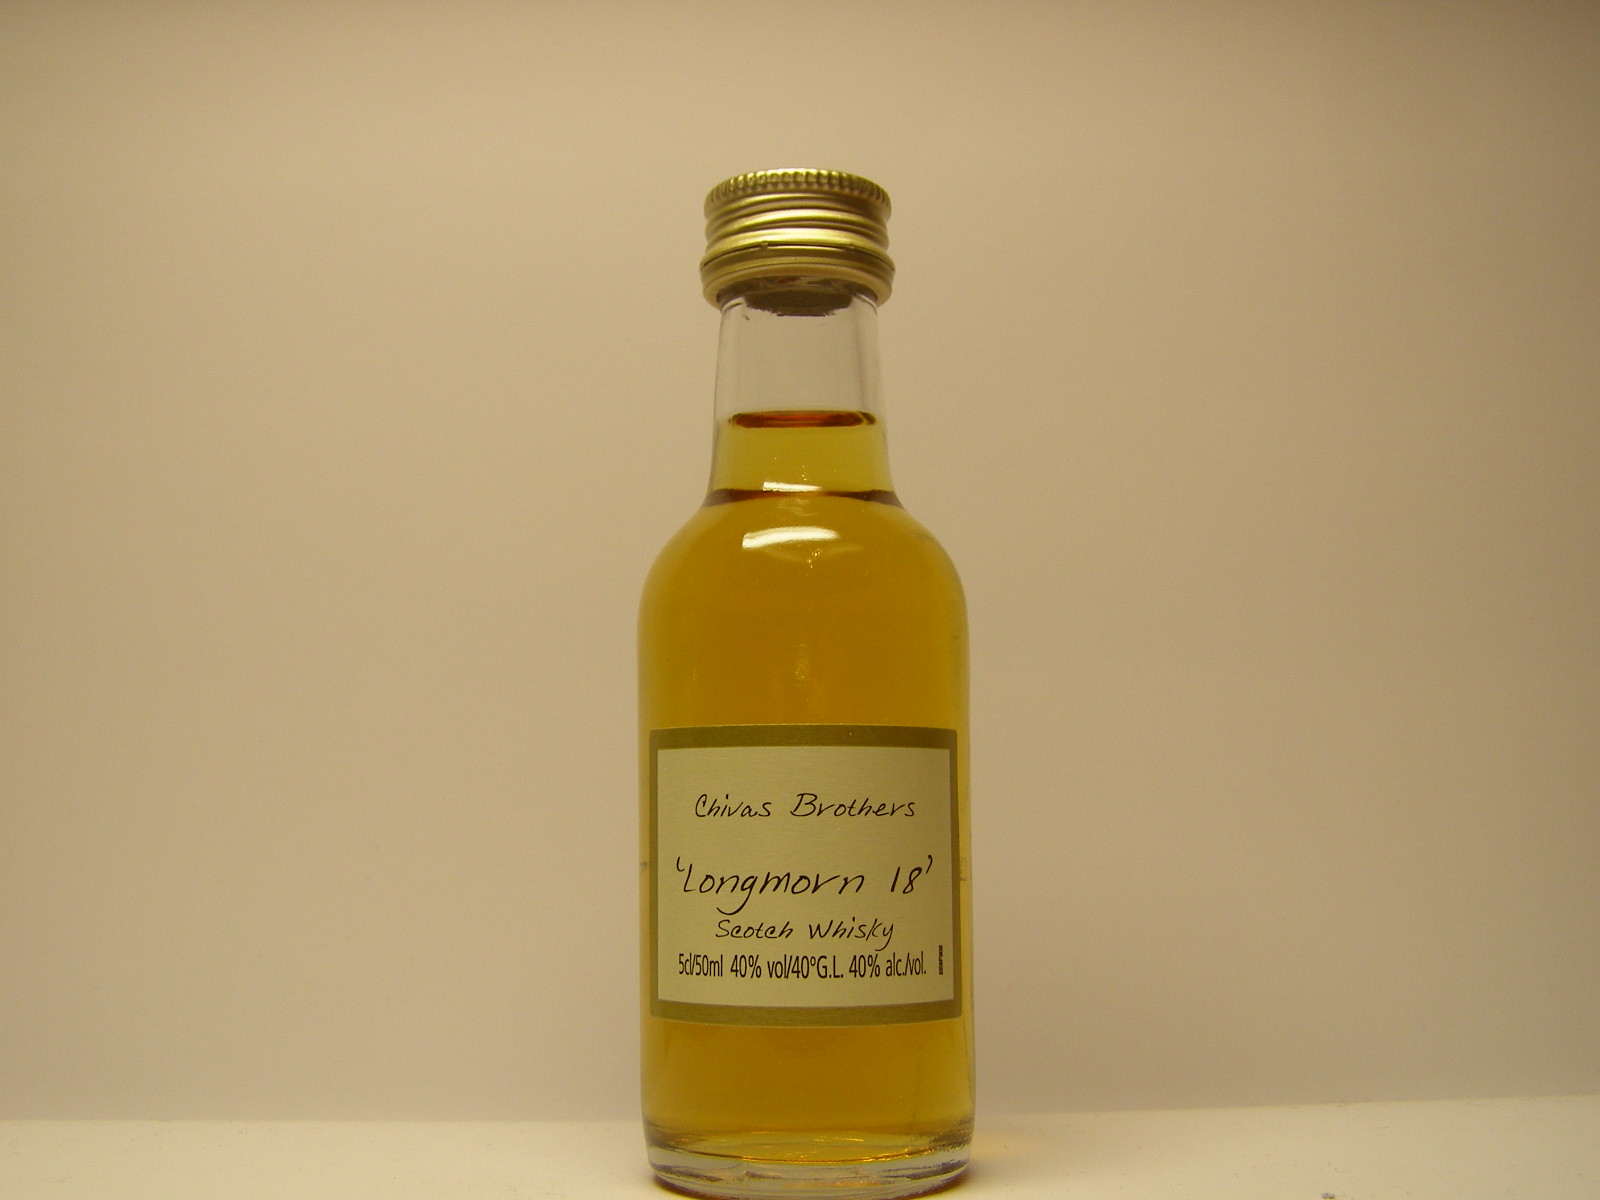 Chivas Brothers
'Longmorn 18'
Scotch Whisky
5cl/50ml 40% vol/40°G.L. 40% alc./vol.